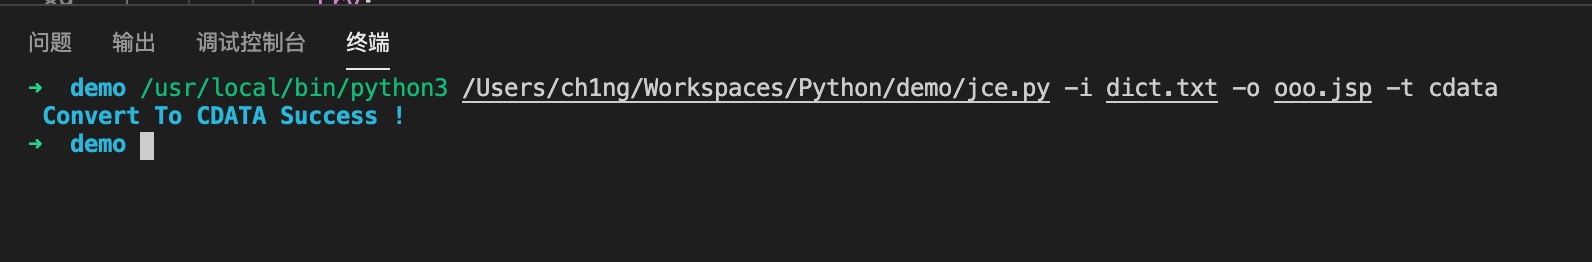 问题 输出 调试控制台 终端
➜ demo /usr/local/bin/python3 /Users/ch1ng/Workspaces/Python/demo/jce.py -i dict.txt -o ooo.jsp -t cdata
Convert To CDATA Success !
➜ demo